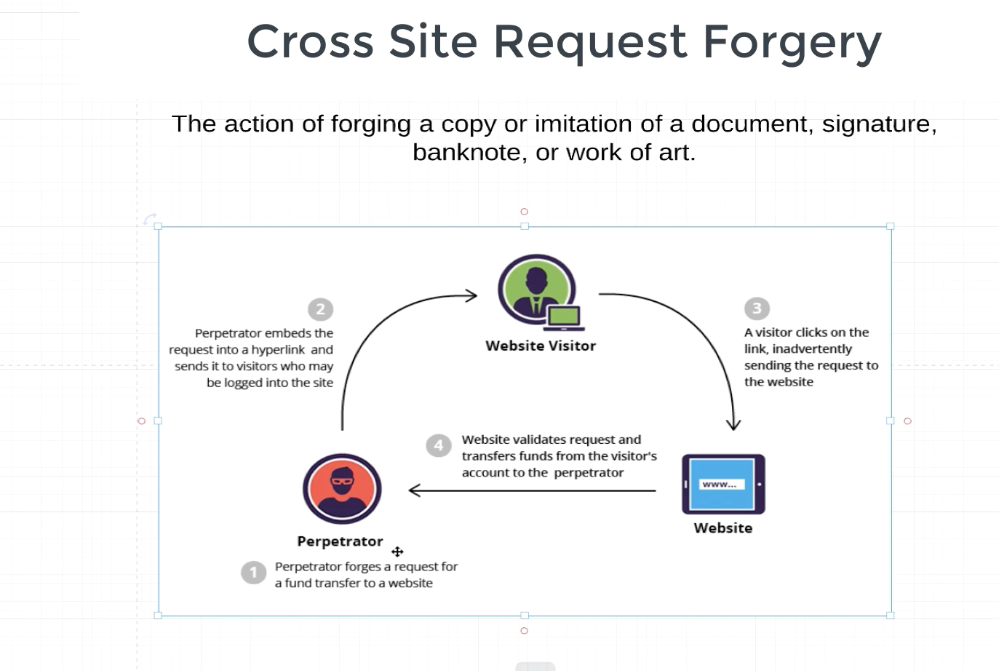 Cross Site Request Forgery
The action of forging a copy or imitation of a document, signature,
banknote, or work of art.
2
Perpetrator embeds the
request into a hyperlink and
sends it to visitors who may
be logged into the site
Website Visitor
3
A visitor clicks on the
link, inadvertently
sending the request to
the website
4
Website validates request and
transfers funds from the visitor's
account to the perpetrator
www...
Website
Perpetrator
1
Perpetrator forges a request for
a fund transfer to a website